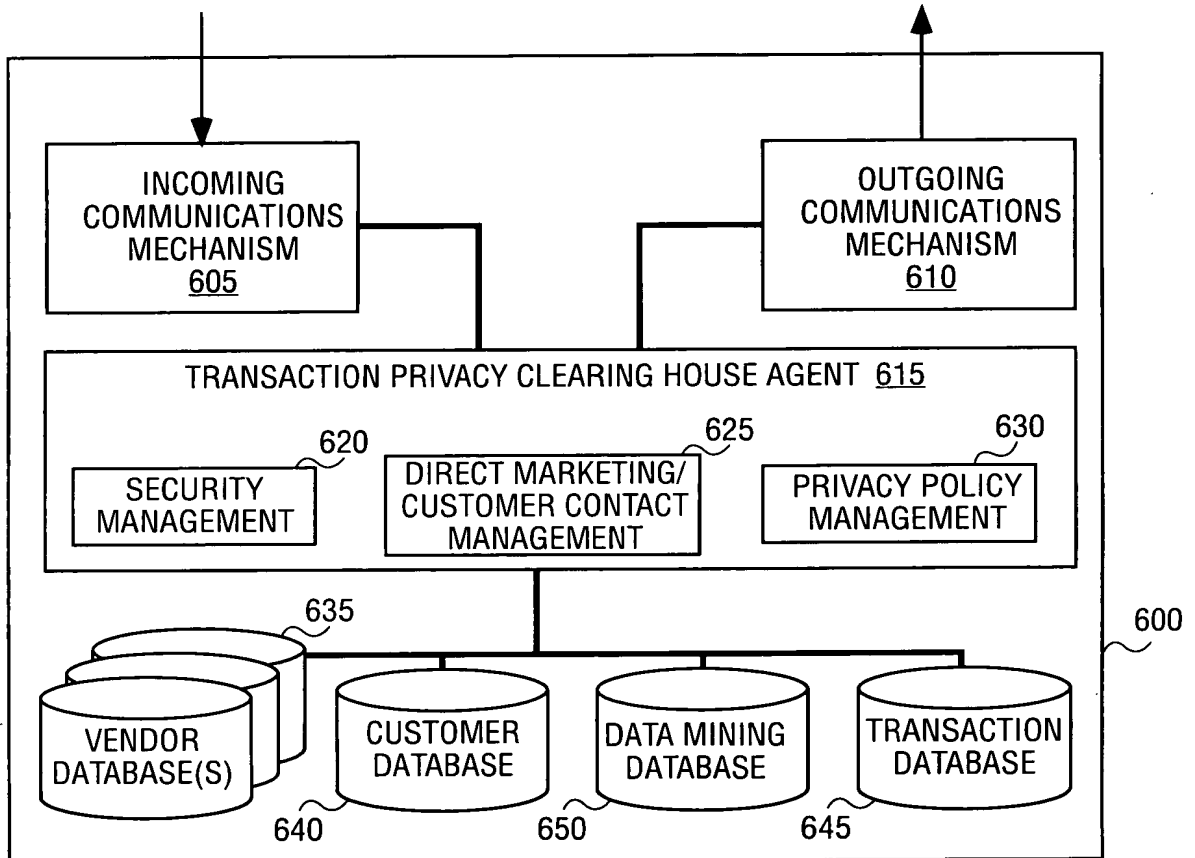 INCOMING
COMMUNICATIONS
MECHANISM
605
OUTGOING
COMMUNICATIONS
MECHANISM
610
TRANSACTION PRIVACY CLEARING HOUSE AGENT 615
620
SECURITY
MANAGEMENT
625
DIRECT MARKETING/
CUSTOMER CONTACT
MANAGEMENT
630
PRIVACY POLICY
MANAGEMENT
635
600
VENDOR
DATABASE(S)
CUSTOMER
DATABASE
DATA MINING
DATABASE
TRANSACTION
DATABASE
640
650
645